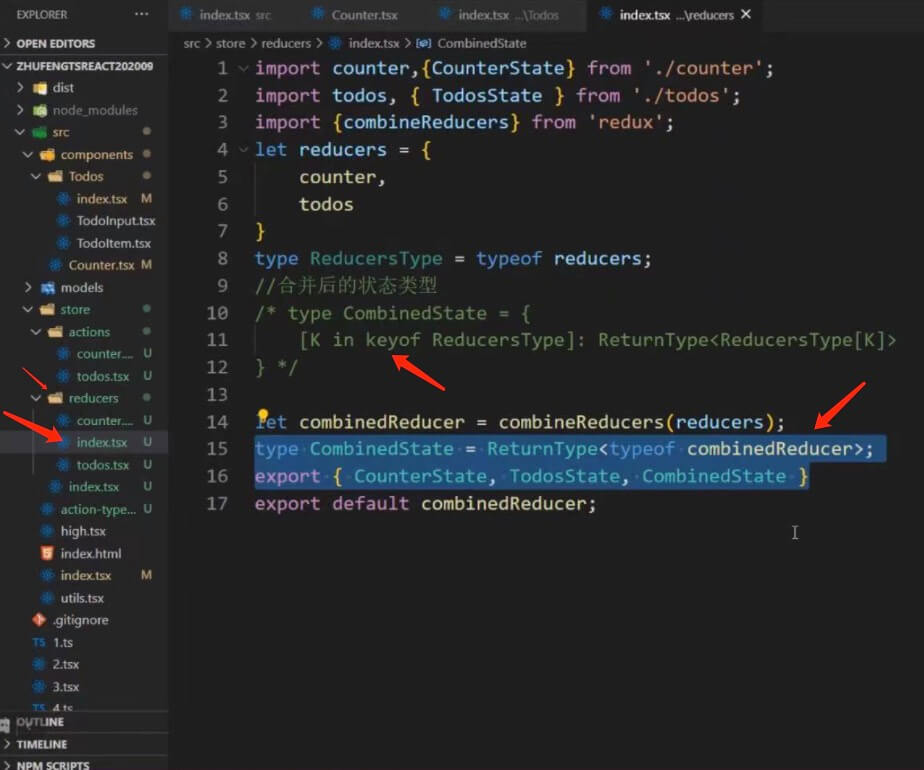 EXPLORER
···
index.tsx src
Counter.tsx
index.tsx ...\Todos
index.tsx ...\reducers
OPEN EDITORS
src > store > reducers > index.tsx > CombinedState
ZHUFENGTSREACT202009
dist
node_modules
src
components
Todos
index.tsx M
TodoInput.tsx
TodoItem.tsx
Counter.tsx M
models
store
actions
counter.... U
todos.tsx U
reducers
counter.... U
index.tsx U
todos.tsx U
index.tsx U
action-type... U
high.tsx
index.html
index.tsx M
utils.tsx
.gitignore
TS 1.ts
2.tsx
3.tsx
TS 4.ts
OUTLINE
TIMELINE
NPM SCRIPTS
1 import counter,{CounterState} from './counter';
2 import todos, { TodosState } from './todos';
3 import {combineReducers} from 'redux';
4 let reducers = {
5 counter,
6 todos
7 }
8 type ReducersType = typeof reducers;
9 //合并后的状态类型
10 /* type CombinedState = {
11 [K in keyof ReducersType]: ReturnType<ReducersType[K]>
12 } */
13
14 let combinedReducer = combineReducers(reducers);
15 type CombinedState = ReturnType<typeof combinedReducer>;
16 export { CounterState, TodosState, CombinedState }
17 export default combinedReducer;